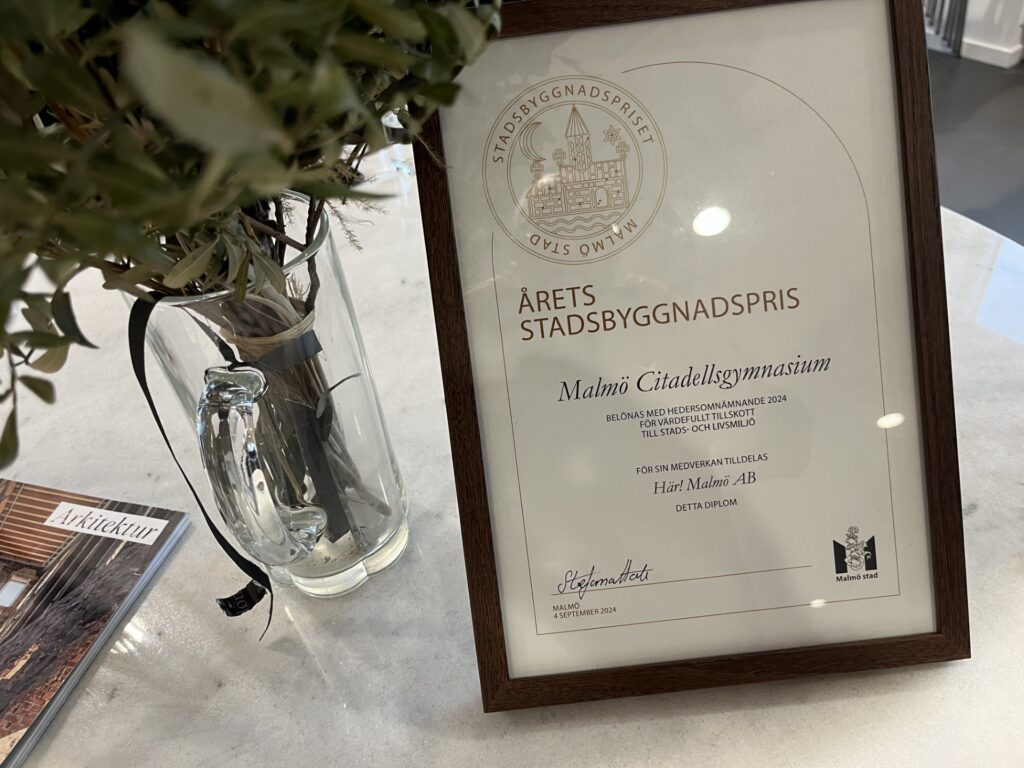 STADSBYGGNADSPRISET
MALMÖ STAD
ÅRETS
STADSBYGGNADSPRIS
Malmö Citadellsgymnasium
BELÖNAS MED HEDERSOMNÄMNANDE 2024
FÖR VÄRDEFULLT TILLSKOTT
TILL STADS- OCH LIVSMILJÖ
FÖR SIN MEDVERKAN TILLDELAS
Här! Malmö AB
DETTA DIPLOM
MALMÖ
4 SEPTEMBER 2024
Malmö stad
Arkitektur